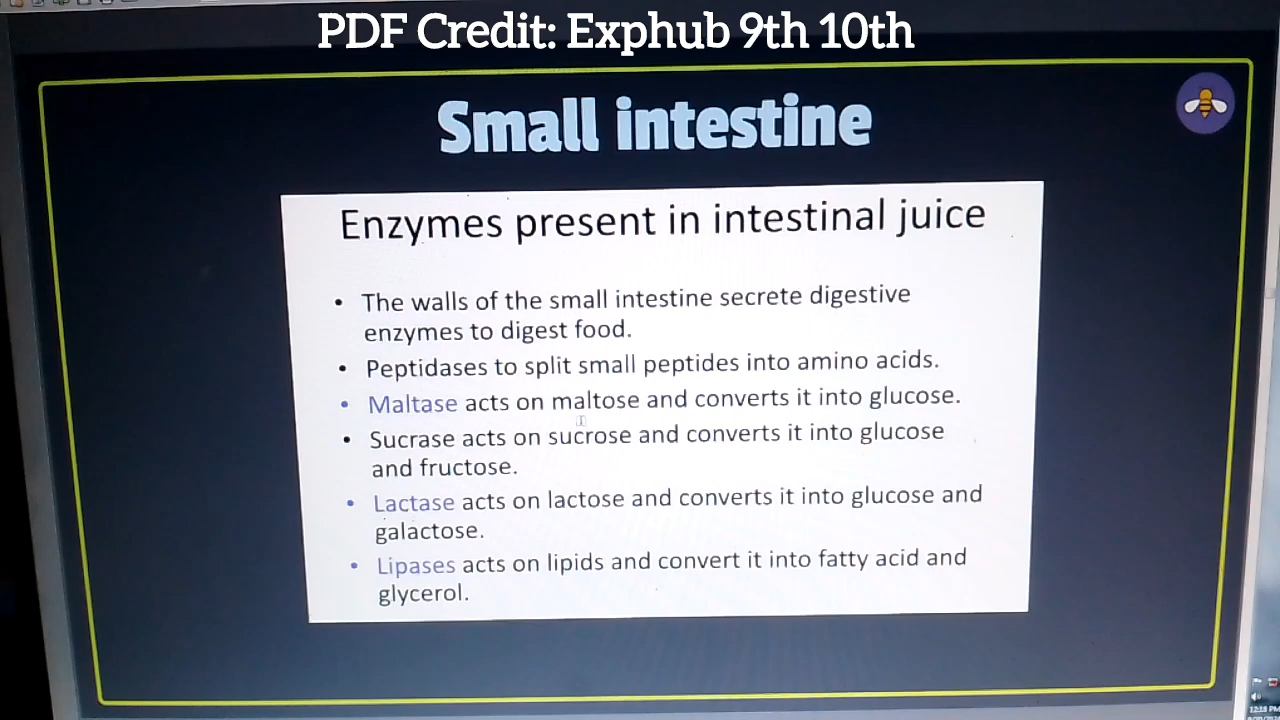 PDF Credit: Exphub 9th 10th
Small intestine
Enzymes present in intestinal juice
• The walls of the small intestine secrete digestive
enzymes to digest food.
• Peptidases to split small peptides into amino acids.
• Maltase acts on maltose and converts it into glucose.
• Sucrase acts on sucrose and converts it into glucose
and fructose.
• Lactase acts on lactose and converts it into glucose and
galactose.
• Lipases acts on lipids and convert it into fatty acid and
glycerol.
12:15 PM